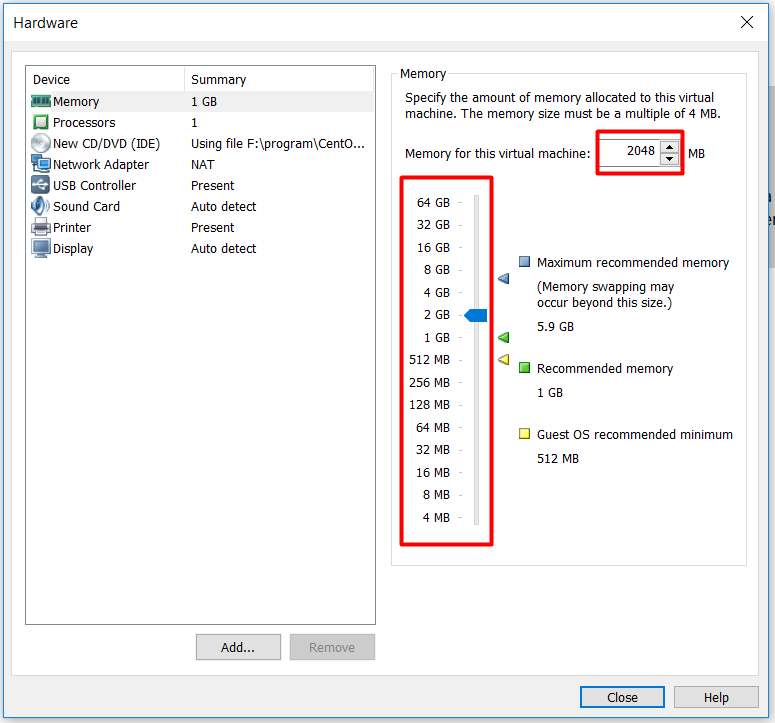 Hardware
Device Summary
Memory 1 GB
Processors 1
New CD/DVD (IDE) Using file F:\program\CentO...
Network Adapter NAT
USB Controller Present
Sound Card Auto detect
Printer Present
Display Auto detect
Add...
Remove
Memory
Specify the amount of memory allocated to this virtual
machine. The memory size must be a multiple of 4 MB.
Memory for this virtual machine: 2048 MB
64 GB
32 GB
16 GB
8 GB
4 GB
2 GB
1 GB
512 MB
256 MB
128 MB
64 MB
32 MB
16 MB
8 MB
4 MB
Maximum recommended memory
(Memory swapping may
occur beyond this size.)
5.9 GB
Recommended memory
1 GB
Guest OS recommended minimum
512 MB
Close
Help